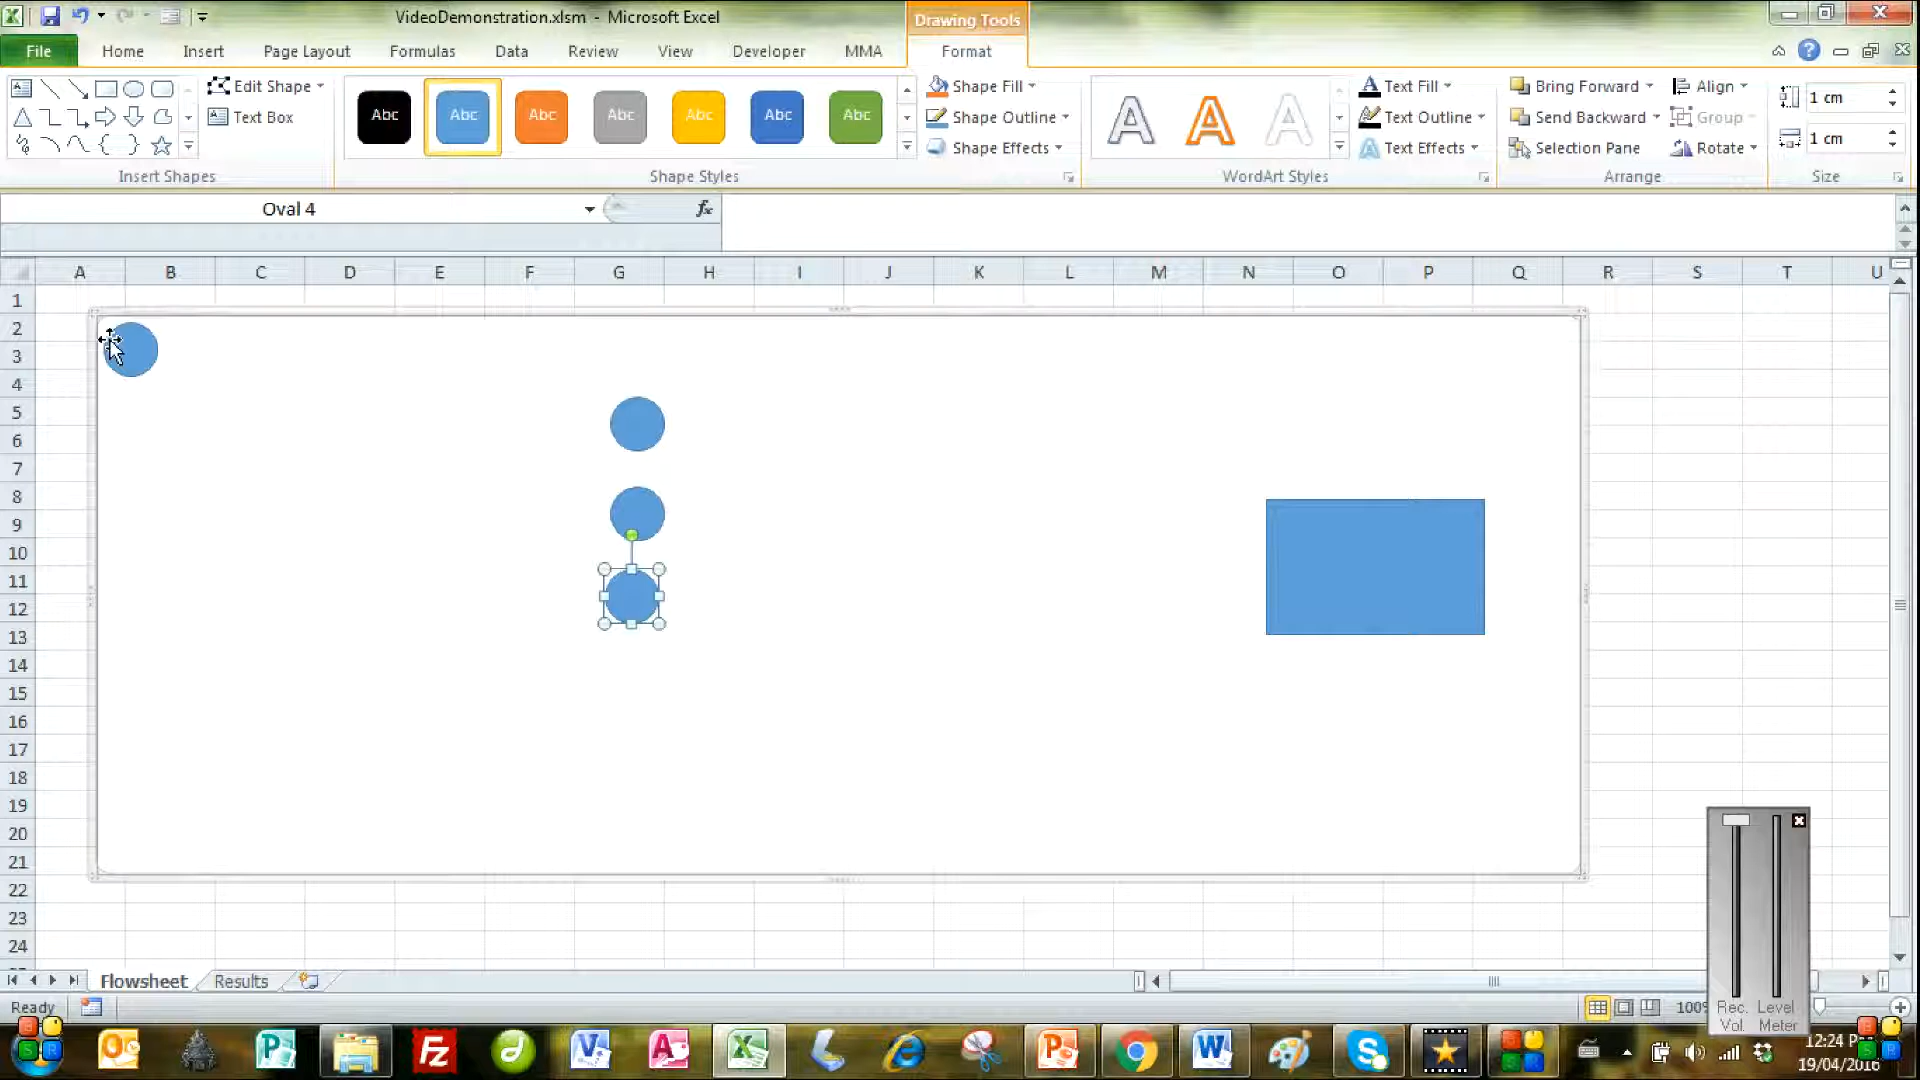 VideoDemonstration.xlsm - Microsoft Excel
Drawing Tools
File Home Insert Page Layout Formulas Data Review View Developer MMA Format
Edit Shape
Text Box
Insert Shapes
Abc Abc Abc Abc Abc Abc Abc
Shape Styles
Shape Fill
Shape Outline
Shape Effects
A A A
WordArt Styles
Text Fill
Text Outline
Text Effects
Bring Forward
Send Backward
Selection Pane
Align
Group
Rotate
Arrange
1 cm
1 cm
Size
Oval 4
fx
A B C D E F G H I J K L M N O P Q R S T U
1
2
3
4
5
6
7
8
9
10
11
12
13
14
15
16
17
18
19
20
21
22
23
24
Flowsheet Results
Ready
100%
Rec. Vol.
Level Meter
12:24
19/04/2016